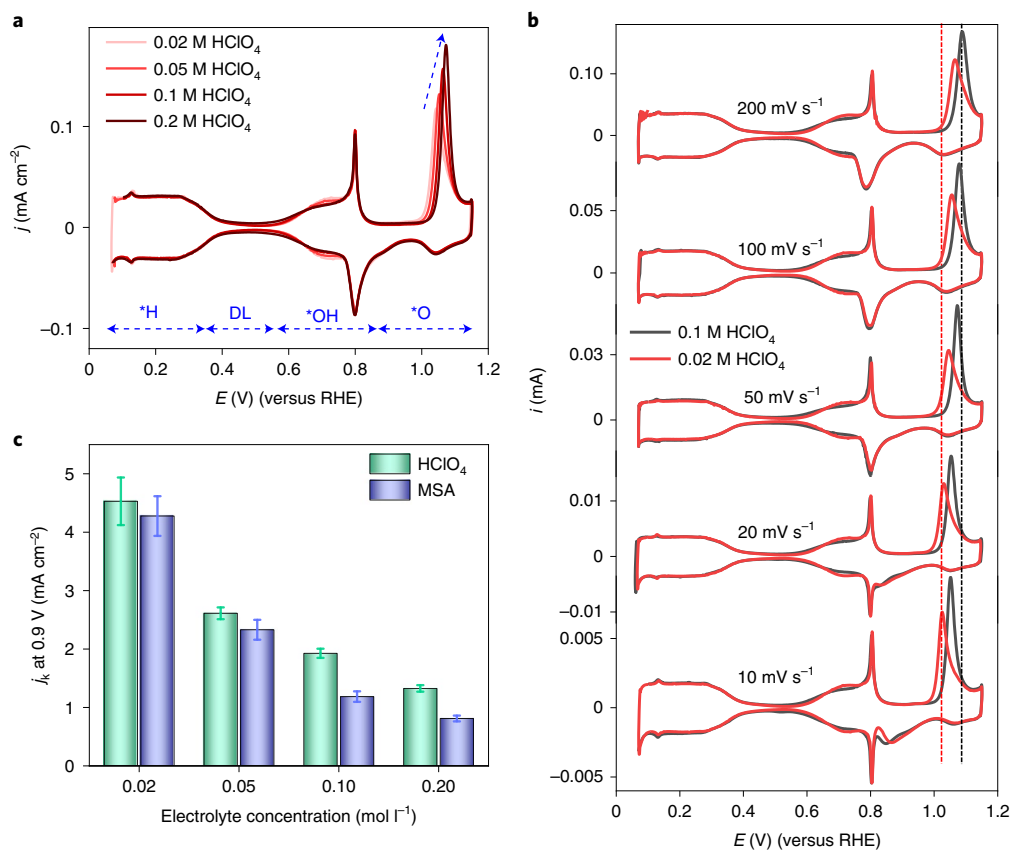 a
0.02 M HClO₄
0.05 M HClO₄
0.1 M HClO₄
0.2 M HClO₄
0.1
0
–0.1
j (mA cm⁻²)
*H
DL
*OH
*O
0
0.2
0.4
0.6
0.8
1.0
1.2
E (V) (versus RHE)
b
200 mV s⁻¹
100 mV s⁻¹
0.1 M HClO₄
0.02 M HClO₄
50 mV s⁻¹
20 mV s⁻¹
10 mV s⁻¹
0.10
0
0.05
0
0.03
0
0.01
0
–0.01
0.005
0
–0.005
i (mA)
0
0.2
0.4
0.6
0.8
1.0
1.2
E (V) (versus RHE)
c
HClO₄
MSA
5
4
3
2
1
0
jₖ at 0.9 V (mA cm⁻²)
0.02
0.05
0.10
0.20
Electrolyte concentration (mol l⁻¹)